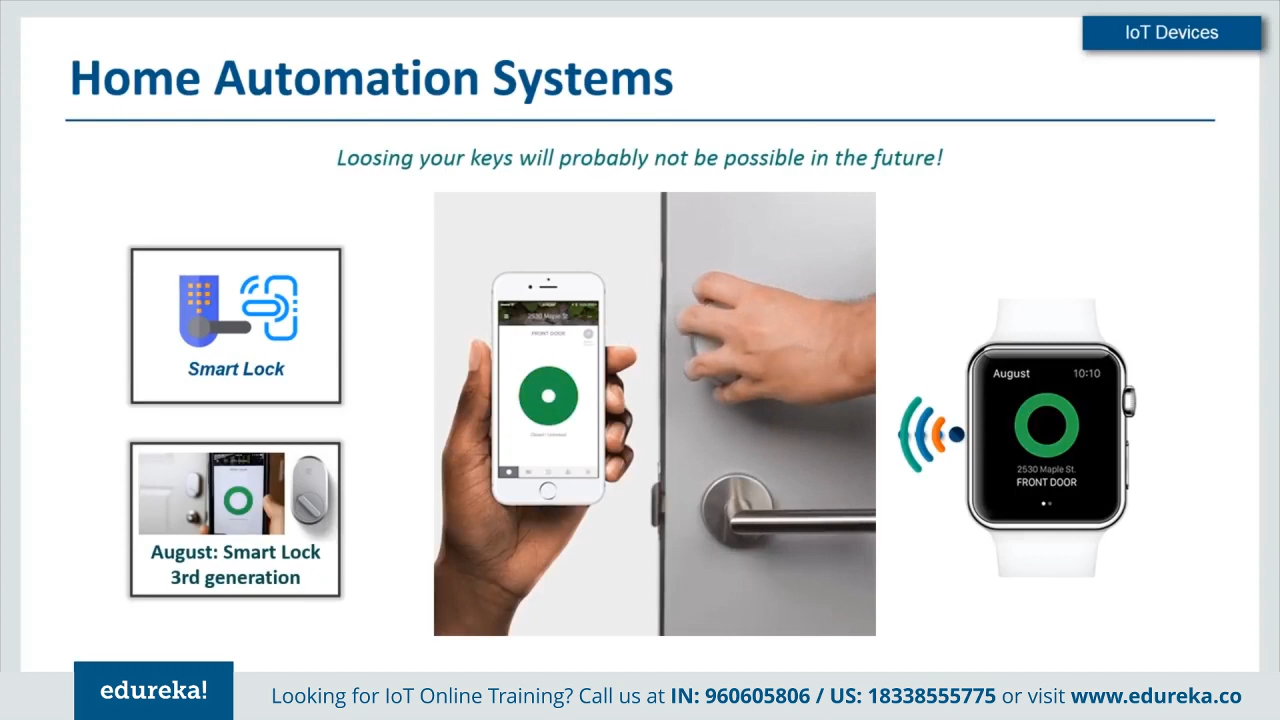 IoT Devices
Home Automation Systems
Loosing your keys will probably not be possible in the future!
Smart Lock
August: Smart Lock
3rd generation
2530 Maple St
FRONT DOOR
August 10:10
2530 Maple St.
FRONT DOOR
edureka!
Looking for IoT Online Training? Call us at IN: 960605806 / US: 18338555775 or visit www.edureka.co